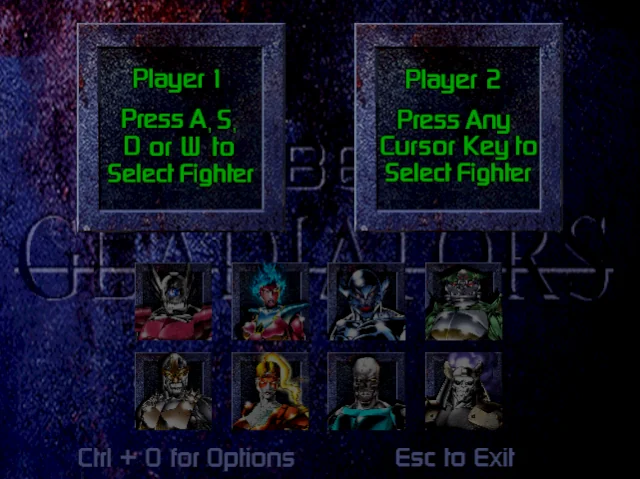 Player 1
Press A, S,
D or W to
Select Fighter
Player 2
Press Any
Cursor Key to
Select Fighter
CYBER
GLADIATORS
Ctrl + O for Options
Esc to Exit